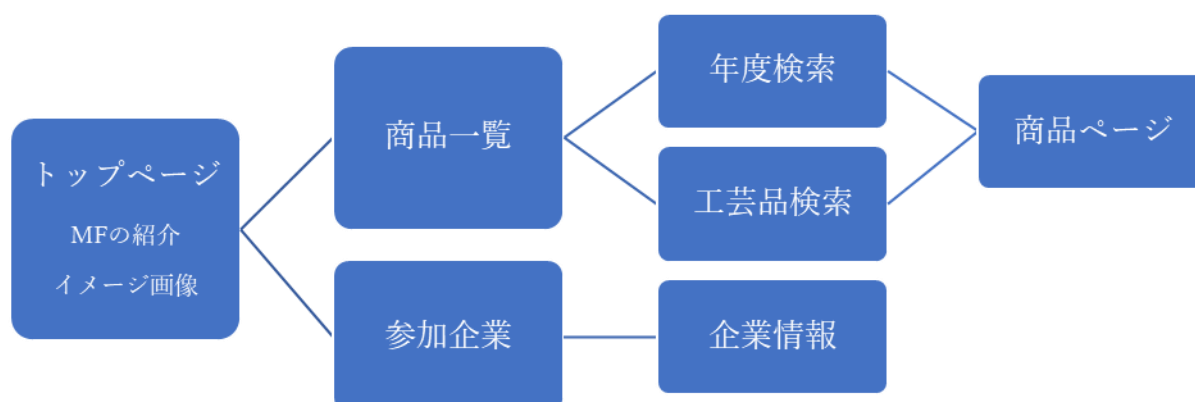 トップページ
MFの紹介
イメージ画像
商品一覧
参加企業
年度検索
工芸品検索
企業情報
商品ページ